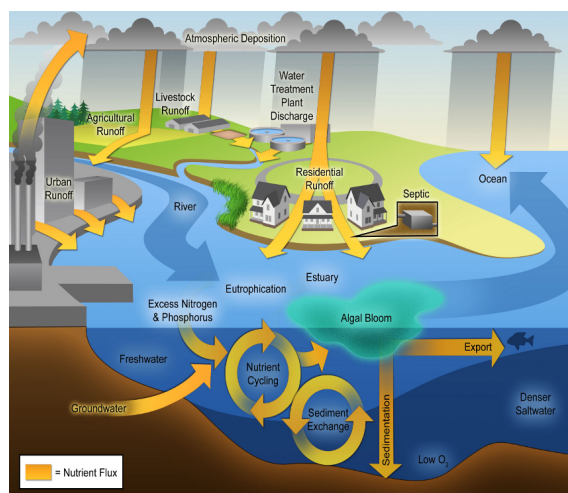 Atmospheric Deposition
Water
Treatment
Plant
Discharge
Livestock
Runoff
Agricultural
Runoff
Urban
Runoff
Residential
Runoff
Septic
Ocean
River
Estuary
Eutrophication
Excess Nitrogen
& Phosphorus
Algal Bloom
Freshwater
Nutrient
Cycling
Export
Groundwater
Sediment
Exchange
Sedimentation
Denser
Saltwater
Low O₂
= Nutrient Flux